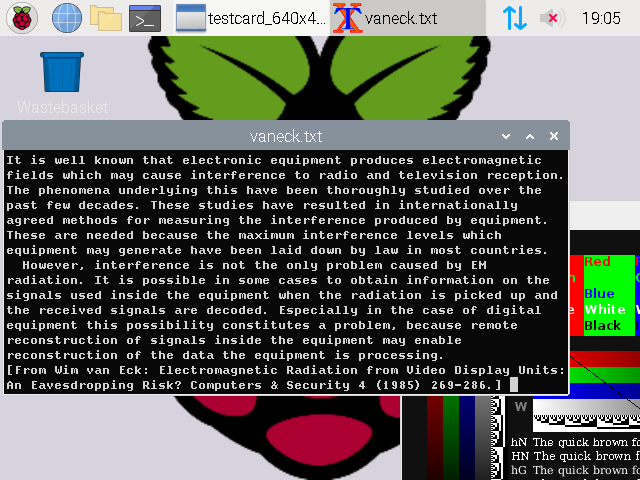 testcard_640x4...
vaneck.txt
19:05
Wastebasket
vaneck.txt
It is well known that electronic equipment produces electromagnetic
fields which may cause interference to radio and television reception.
The phenomena underlying this have been thoroughly studied over the
past few decades. These studies have resulted in internationally
agreed methods for measuring the interference produced by equipment.
These are needed because the maximum interference levels which
equipment may generate have been laid down by law in most countries.
However, interference is not the only problem caused by EM
radiation. It is possible in some cases to obtain information on the
signals used inside the equipment when the radiation is picked up and
the received signals are decoded. Especially in the case of digital
equipment this possibility constitutes a problem, because remote
reconstruction of signals inside the equipment may enable
reconstruction of the data the equipment is processing.
[From Wim van Eck: Electromagnetic Radiation from Video Display Units:
An Eavesdropping Risk? Computers & Security 4 (1985) 269-286.]
Red
Blue
White
Black
W
hN The quick brown fo
HN The quick brown f
hG The quick brown fo